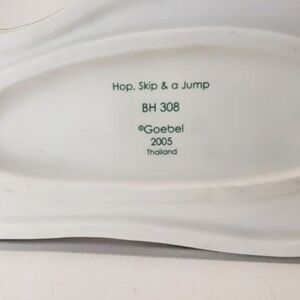 Hop, Skip & a Jump
BH 308
©Goebel
2005
Thailand